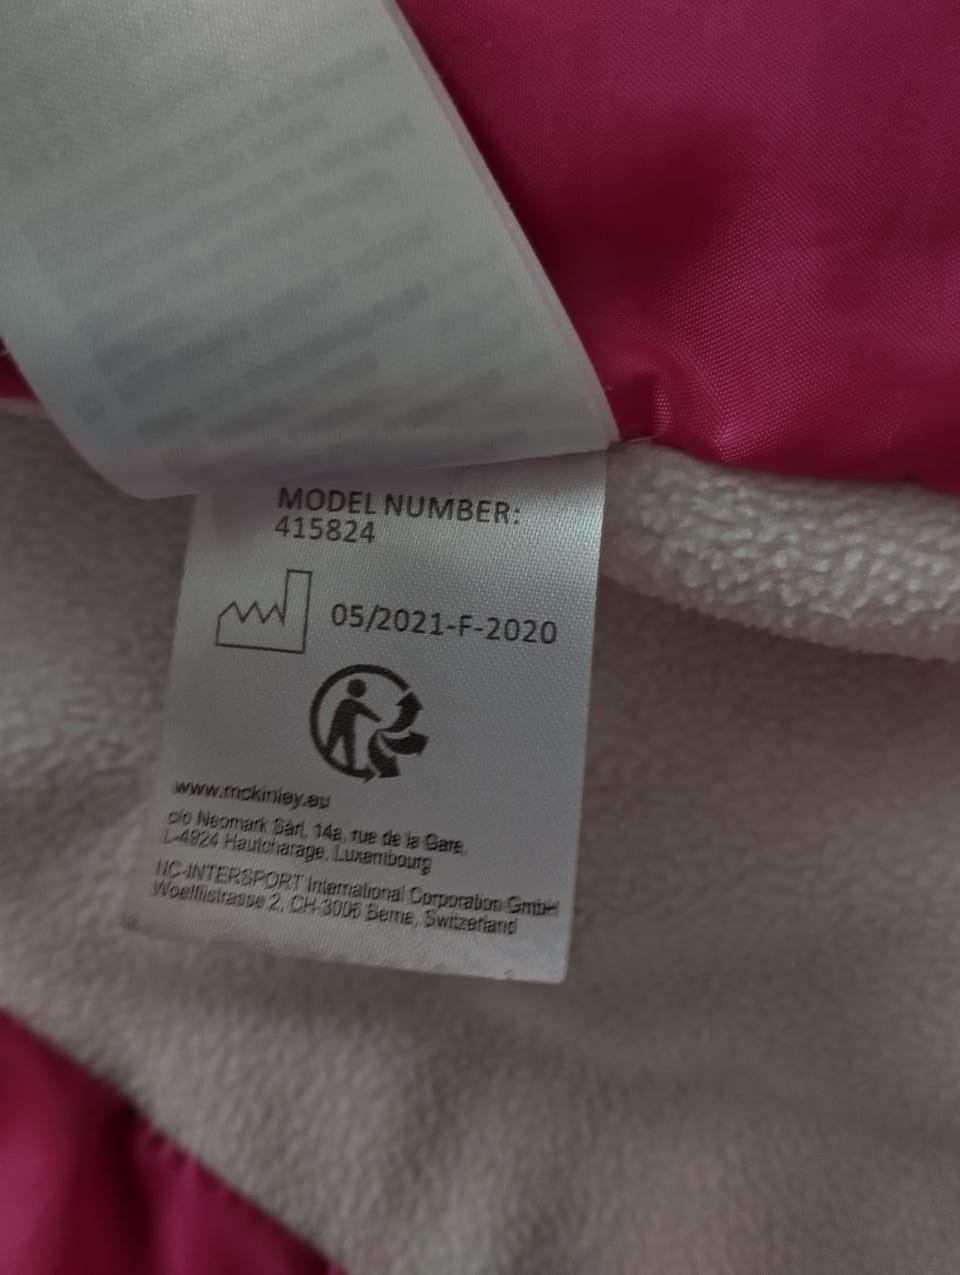 MODEL NUMBER:
415824
05/2021-F-2020
www.mckinley.eu
c/o Neomark Sàrl, 14a, rue de la Gare,
L-4924 Hautcharage, Luxembourg
IIC-INTERSPORT International Corporation GmbH
Woelflistrasse 2, CH-3006 Berne, Switzerland